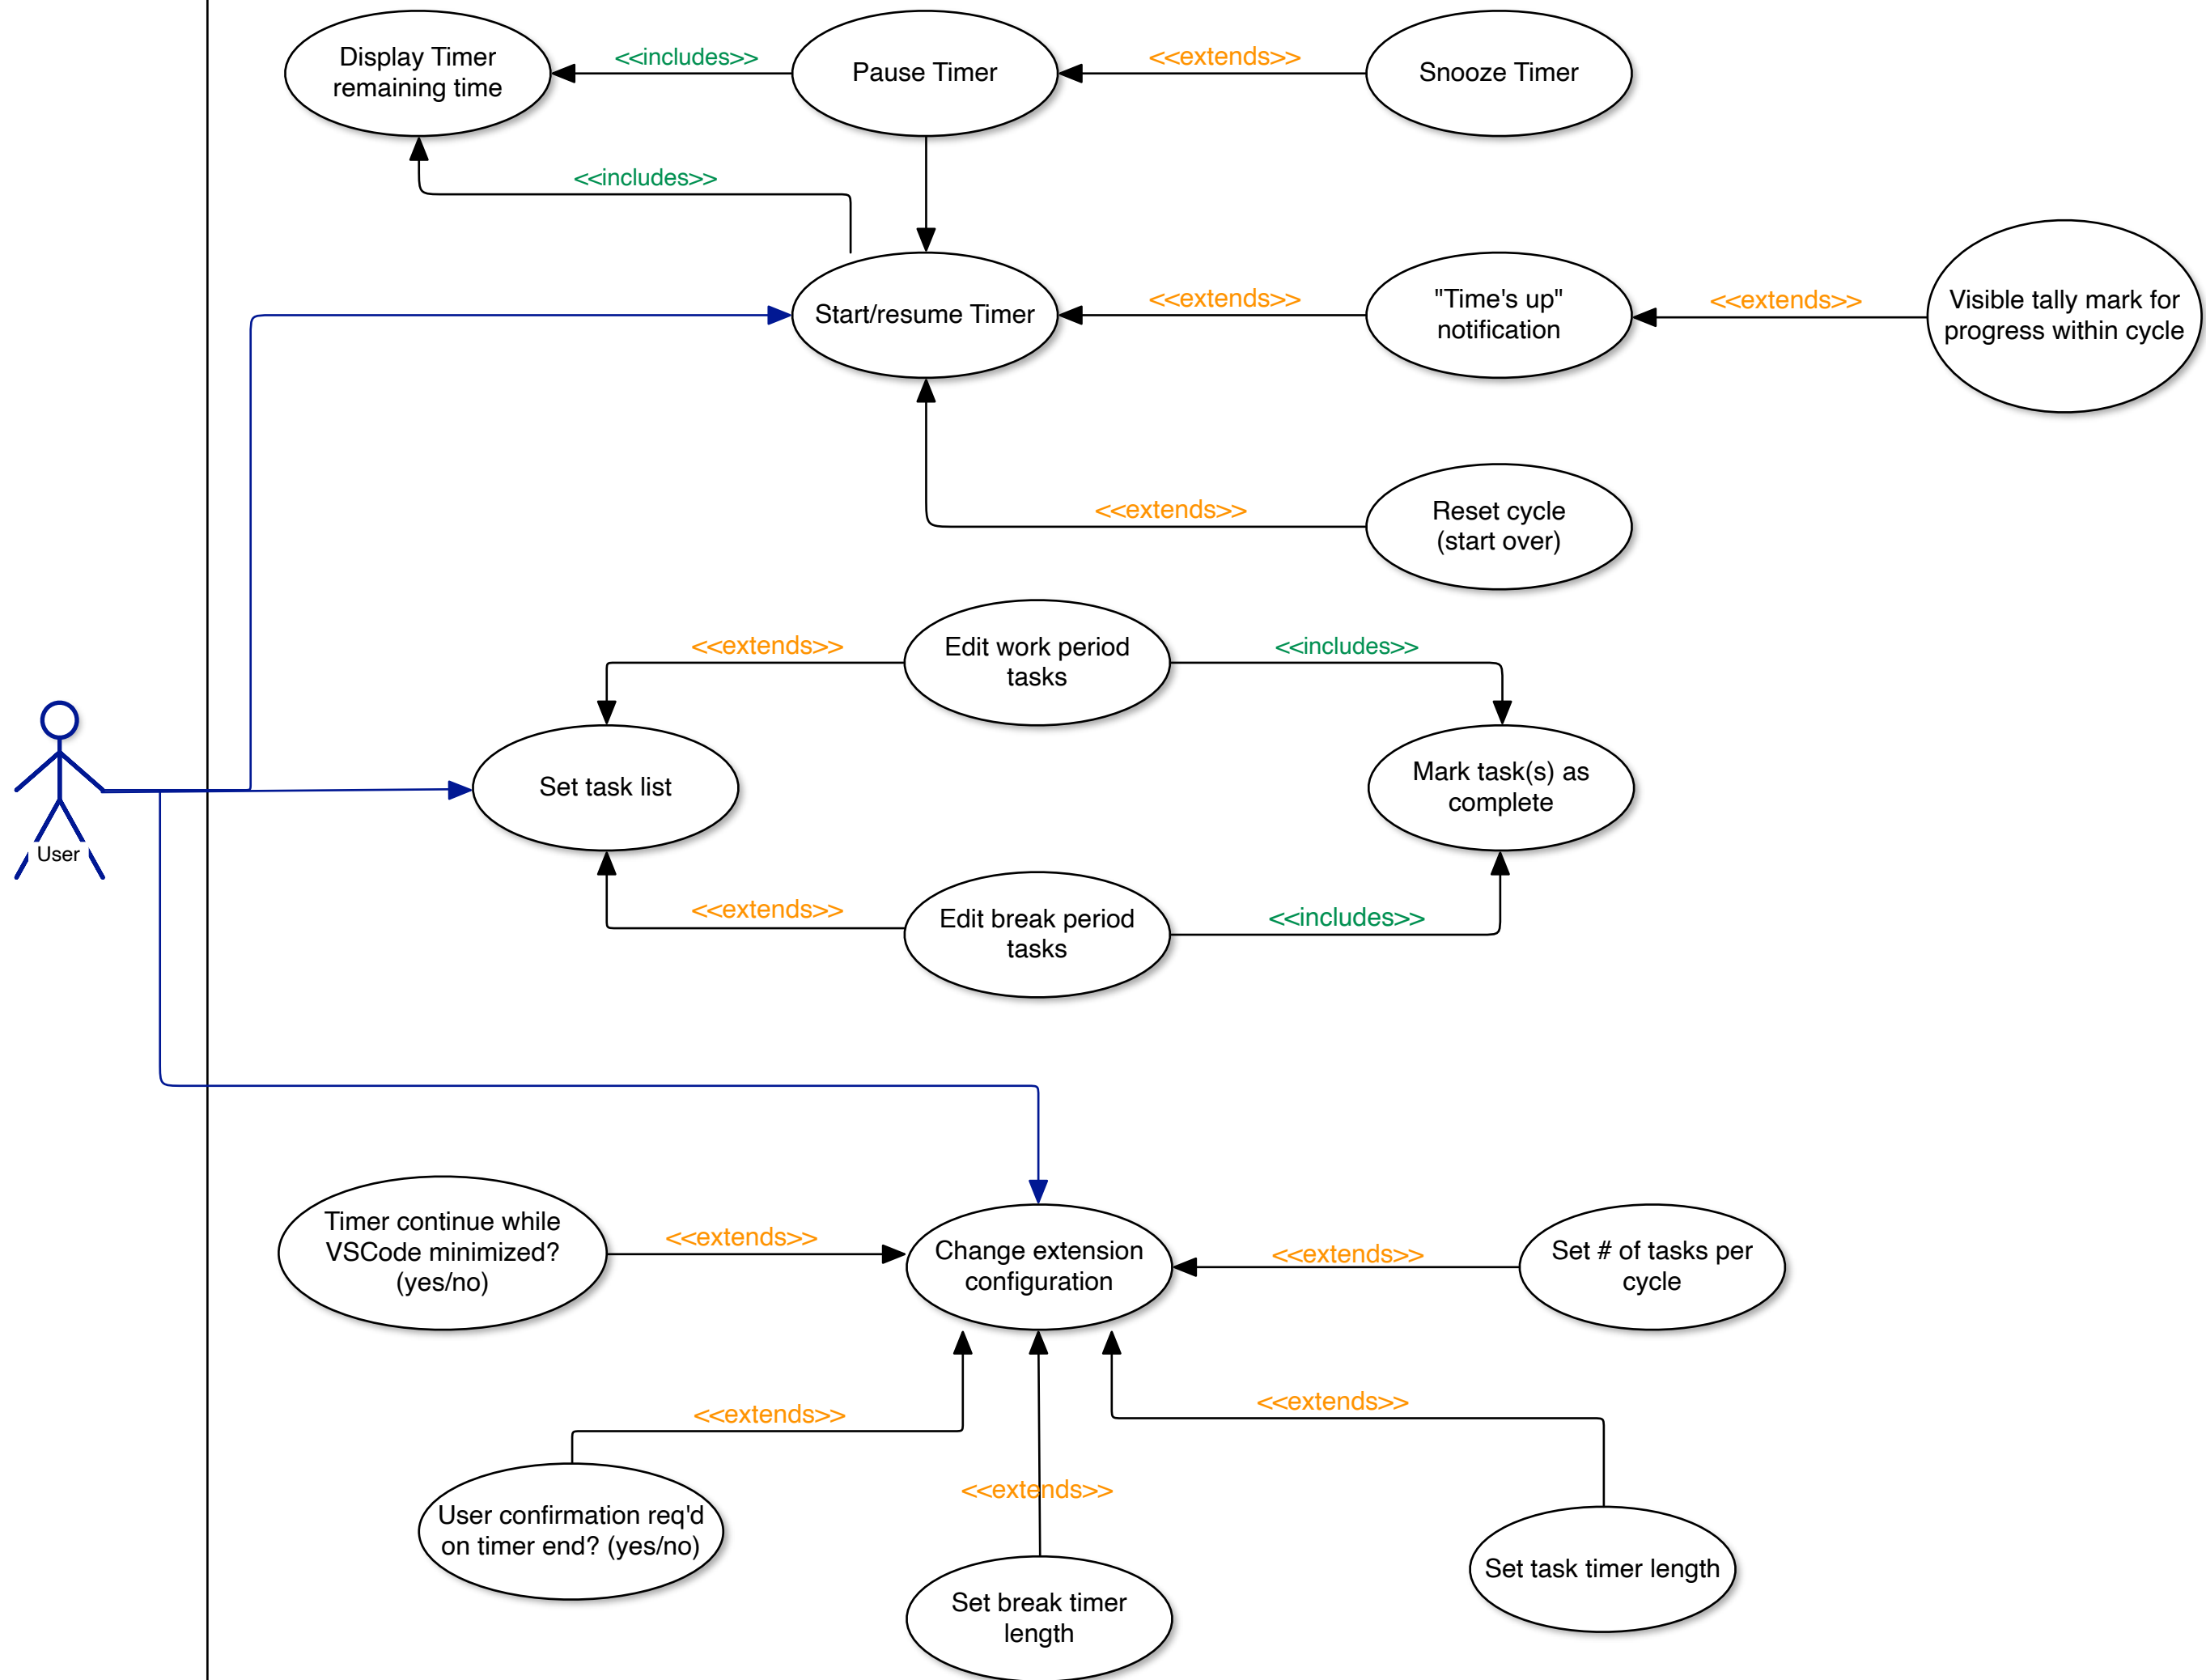 Display Timer
remaining time
<<includes>>
Pause Timer
<<extends>>
Snooze Timer
<<includes>>
Start/resume Timer
<<extends>>
"Time's up"
notification
<<extends>>
Visible tally mark for
progress within cycle
<<extends>>
Reset cycle
(start over)
<<extends>>
Edit work period
tasks
<<includes>>
User
Set task list
Mark task(s) as
complete
<<extends>>
Edit break period
tasks
<<includes>>
Timer continue while
VSCode minimized?
(yes/no)
<<extends>>
Change extension
configuration
<<extends>>
Set # of tasks per
cycle
<<extends>>
<<extends>>
User confirmation req'd
on timer end? (yes/no)
<<extends>>
Set break timer
length
Set task timer length